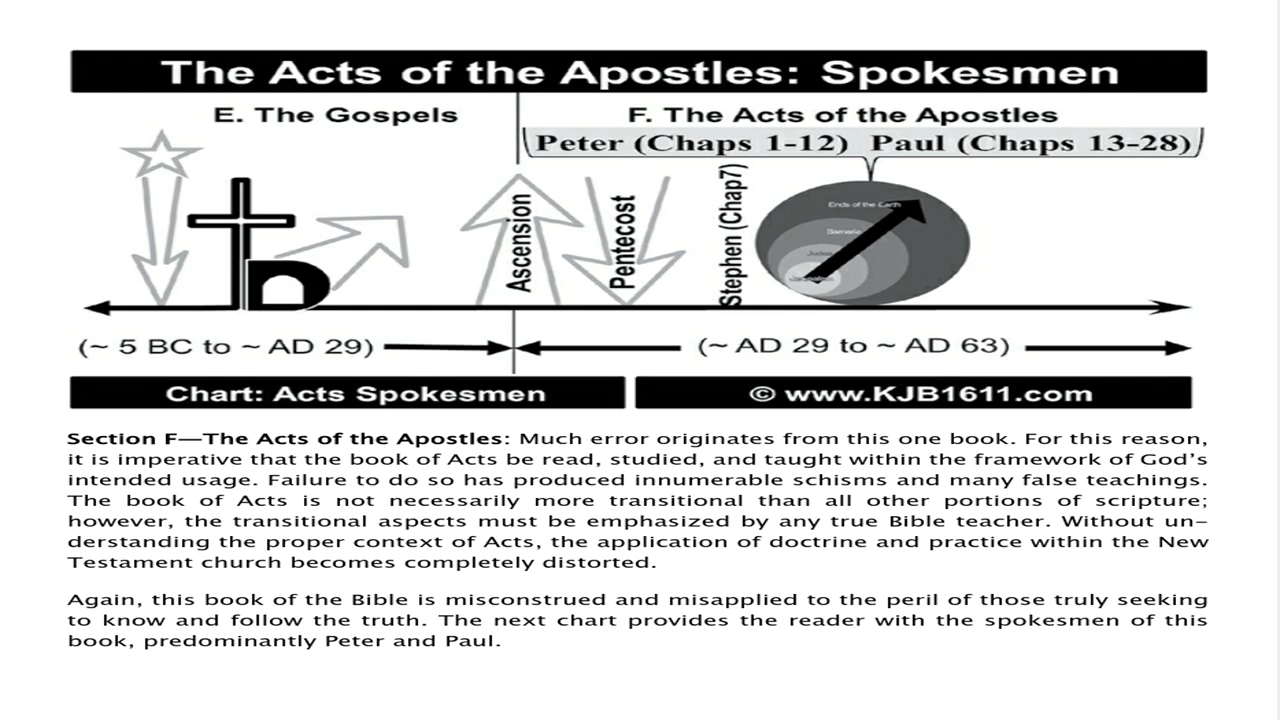 The Acts of the Apostles: Spokesmen
E. The Gospels
F. The Acts of the Apostles
Peter (Chaps 1-12) Paul (Chaps 13-28)
Ascension
Pentecost
Stephen (Chap7)
Ends of the Earth
Samaria
Judea
Jerusalem
(~ 5 BC to ~ AD 29)
(~ AD 29 to ~ AD 63)
Chart: Acts Spokesmen
© www.KJB1611.com
Section F—The Acts of the Apostles: Much error originates from this one book. For this reason,
it is imperative that the book of Acts be read, studied, and taught within the framework of God's
intended usage. Failure to do so has produced innumerable schisms and many false teachings.
The book of Acts is not necessarily more transitional than all other portions of scripture;
however, the transitional aspects must be emphasized by any true Bible teacher. Without un-
derstanding the proper context of Acts, the application of doctrine and practice within the New
Testament church becomes completely distorted.
Again, this book of the Bible is misconstrued and misapplied to the peril of those truly seeking
to know and follow the truth. The next chart provides the reader with the spokesmen of this
book, predominantly Peter and Paul.